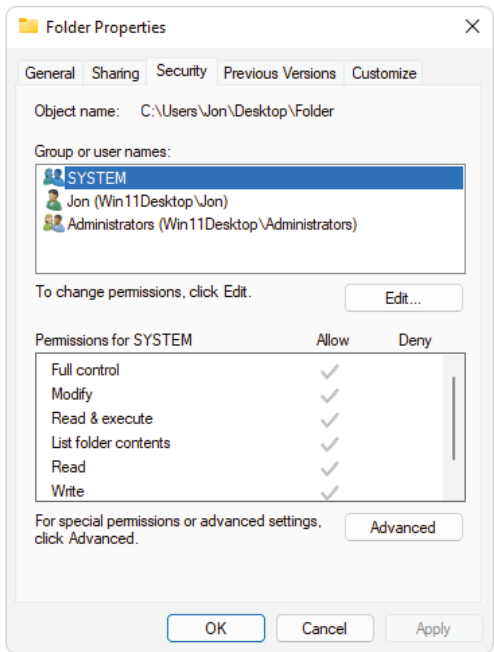 Folder Properties
General Sharing Security Previous Versions Customize
Object name: C:\Users\Jon\Desktop\Folder
Group or user names:
SYSTEM
Jon (Win11Desktop\Jon)
Administrators (Win11Desktop\Administrators)
To change permissions, click Edit.
Edit...
Permissions for SYSTEM Allow Deny
Full control
Modify
Read & execute
List folder contents
Read
Write
For special permissions or advanced settings,
click Advanced.
Advanced
OK Cancel Apply